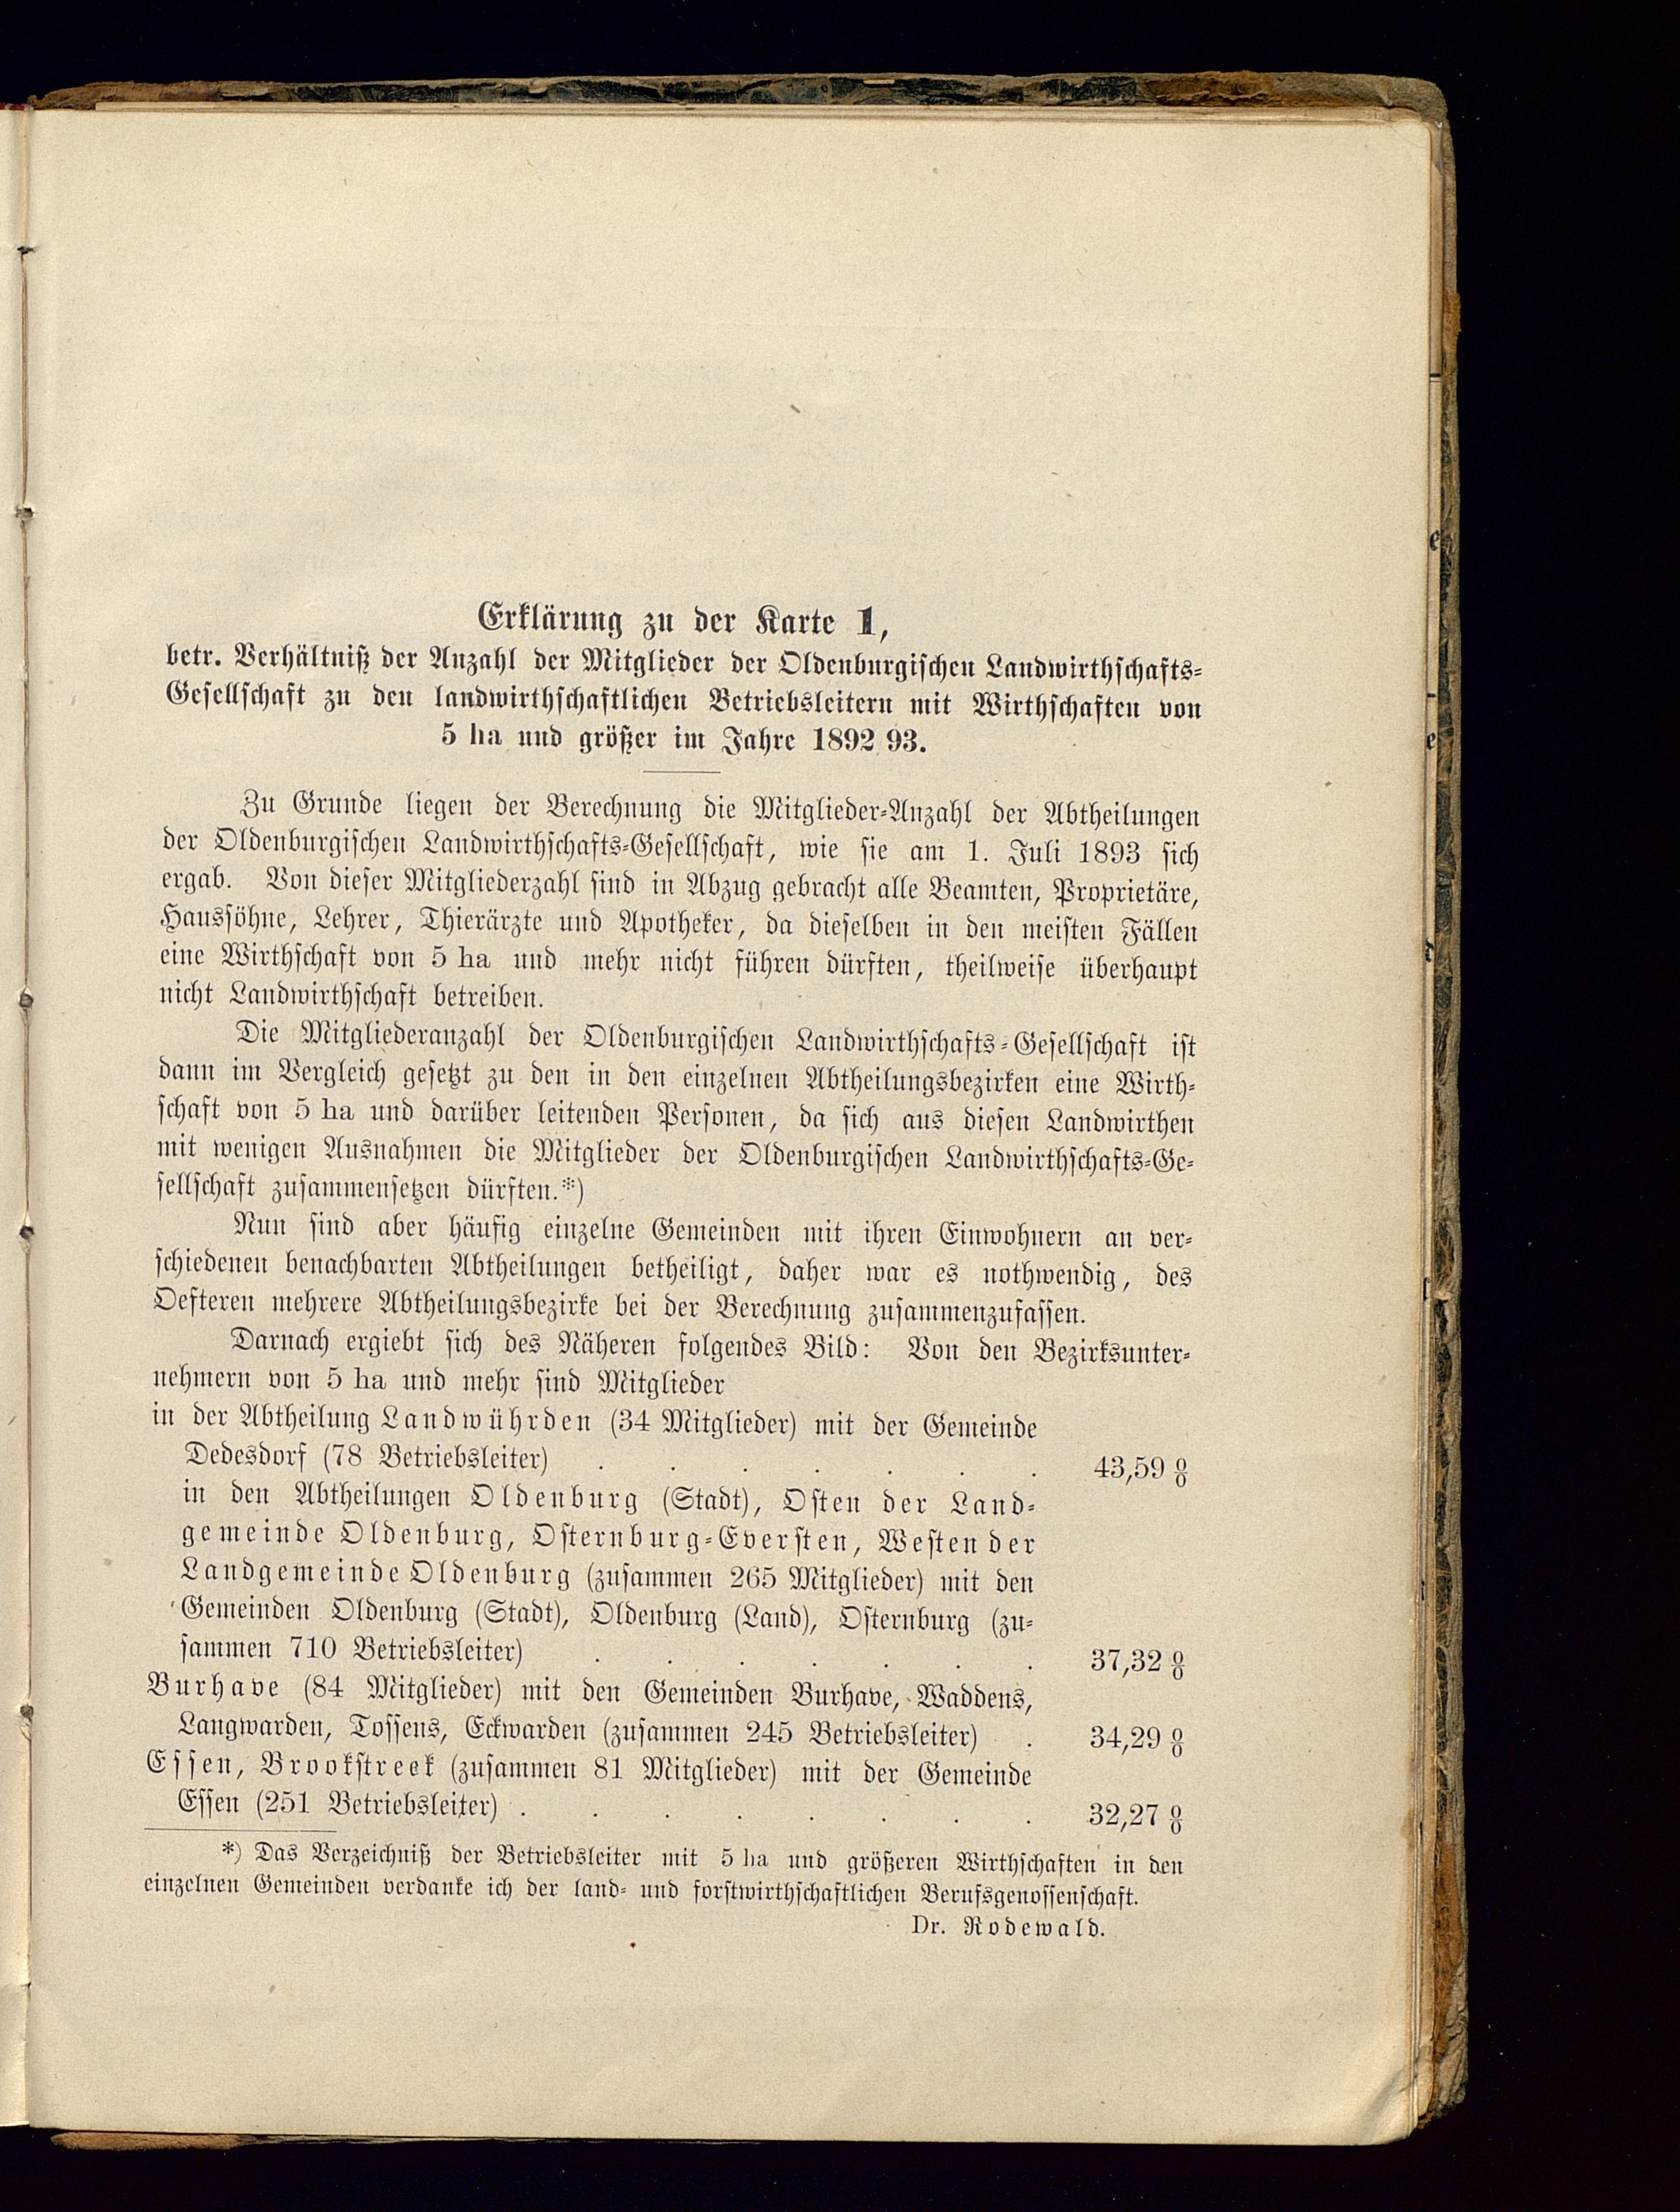 Erklärung zu der Karte 1,
betr. Verhältniß der Anzahl der Mitglieder der Oldenburgischen Landwirthschafts-
Gesellschaft zu den landwirthschaftlichen Betriebsleitern mit Wirthschaften von
5 ha und größer im Jahre 1892 93.
Zu Grunde liegen der Berechnung die Mitglieder-Anzahl der Abtheilungen
der Oldenburgischen Landwirthschafts-Gesellschaft, wie sie am 1. Juli 1893 sich
ergab. Von dieser Mitgliederzahl sind in Abzug gebracht alle Beamten, Proprietäre,
Haussöhne, Lehrer, Thierärzte und Apotheker, da dieselben in den meisten Fällen
eine Wirthschaft von 5 ha und mehr nicht führen dürften, theilweise überhaupt
nicht Landwirthschaft betreiben.
Die Mitgliederanzahl der Oldenburgischen Landwirthschafts-Gesellschaft ist
dann im Vergleich gesetzt zu den in den einzelnen Abtheilungsbezirken eine Wirth-
schaft von 5 ha und darüber leitenden Personen, da sich aus diesen Landwirthen
mit wenigen Ausnahmen die Mitglieder der Oldenburgischen Landwirthschafts-Ge-
sellschaft zusammensetzen dürften.*)
Nun sind aber häufig einzelne Gemeinden mit ihren Einwohnern an ver-
schiedenen benachbarten Abtheilungen betheiligt, daher war es nothwendig, des
Oefteren mehrere Abtheilungsbezirke bei der Berechnung zusammenzufassen.
Darnach ergiebt sich des Näheren folgendes Bild: Von den Bezirksunter-
nehmern von 5 ha und mehr sind Mitglieder
in der Abtheilung Landwührden (34 Mitglieder) mit der Gemeinde
Dedesdorf (78 Betriebsleiter) . . . . . . . 43,59 %
in den Abtheilungen Oldenburg (Stadt), Osten der Land-
gemeinde Oldenburg, Osternburg-Eversten, Westen der
Landgemeinde Oldenburg (zusammen 265 Mitglieder) mit den
Gemeinden Oldenburg (Stadt), Oldenburg (Land), Osternburg (zu-
sammen 710 Betriebsleiter) . . . . . . . 37,32 %
Burhave (84 Mitglieder) mit den Gemeinden Burhave, Waddens,
Langwarden, Tossens, Eckwarden (zusammen 245 Betriebsleiter) . 34,29 %
Essen, Brookstreek (zusammen 81 Mitglieder) mit der Gemeinde
Essen (251 Betriebsleiter) . . . . . . . . 32,27 %
*) Das Verzeichniß der Betriebsleiter mit 5 ha und größeren Wirthschaften in den
einzelnen Gemeinden verdanke ich der land- und forstwirthschaftlichen Berufsgenossenschaft.
Dr. Rodewald.